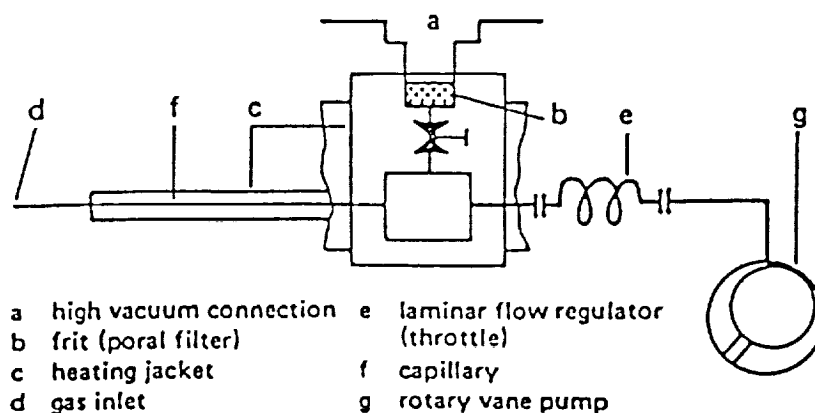 a
d
f
c
b
e
g
a high vacuum connection
b frit (poral filter)
c heating jacket
d gas inlet
e laminar flow regulator
(throttle)
f capillary
g rotary vane pump